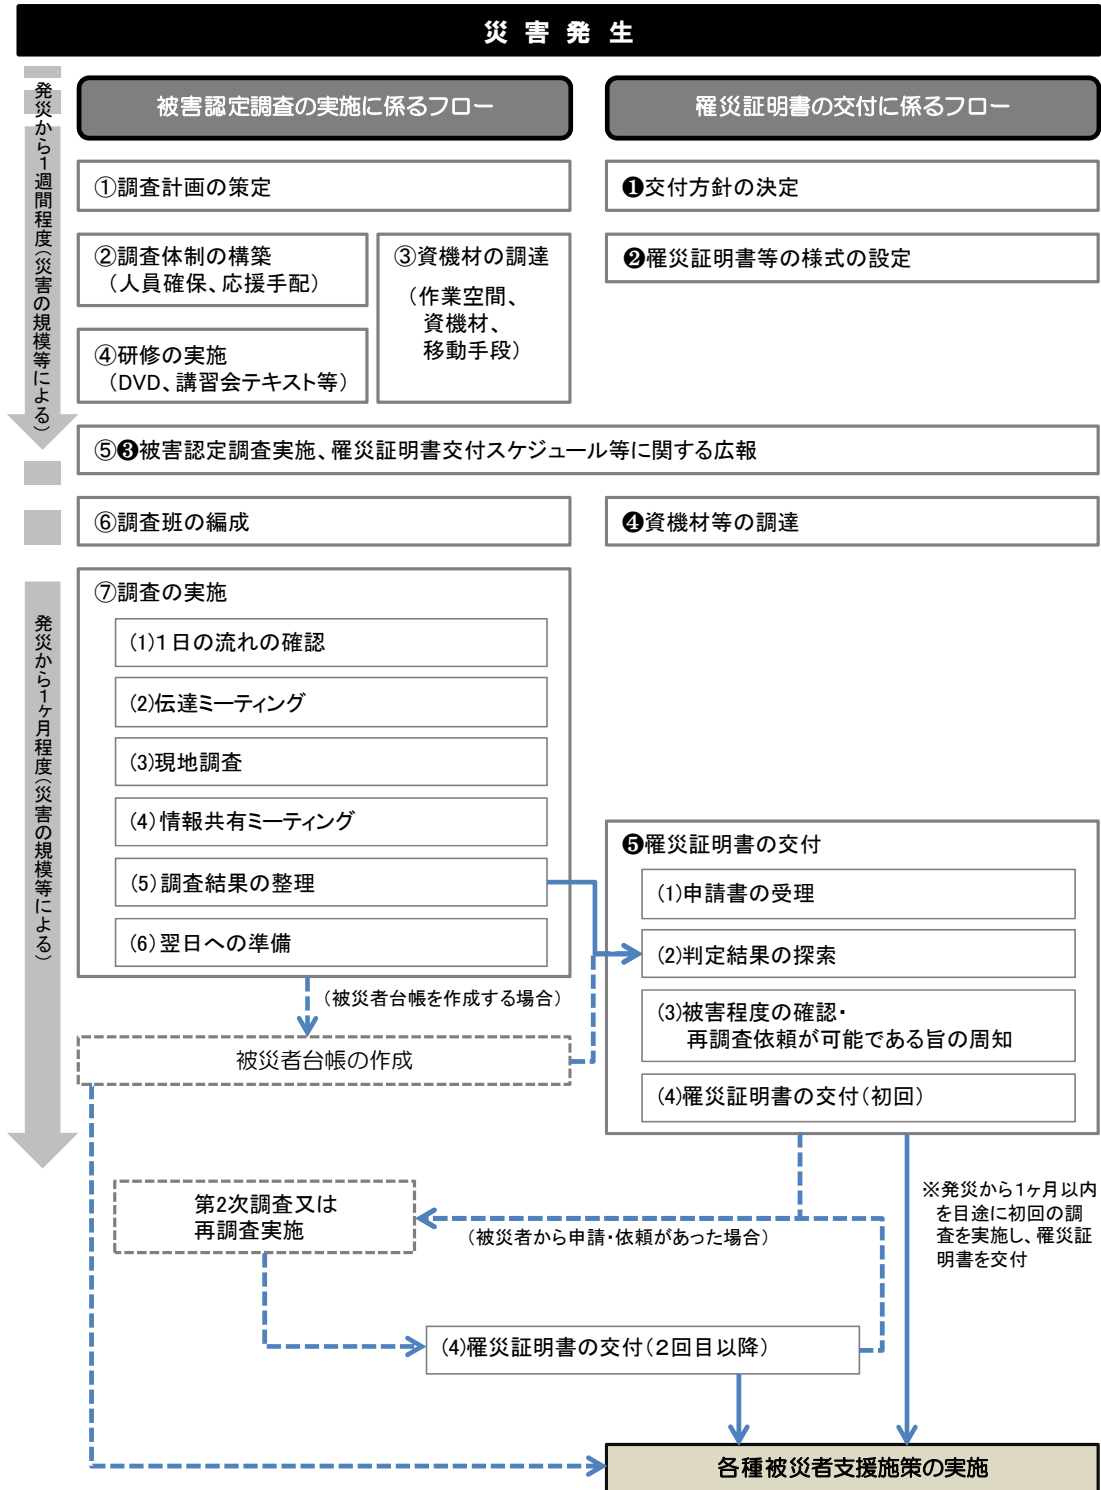 災害発生
発災から１週間程度（災害の規模等による）
被害認定調査の実施に係るフロー
罹災証明書の交付に係るフロー
①調査計画の策定
❶交付方針の決定
②調査体制の構築
（人員確保、応援手配）
③資機材の調達
（作業空間、
資機材、
移動手段）
❷罹災証明書等の様式の設定
④研修の実施
（DVD、講習会テキスト等）
⑤❸被害認定調査実施、罹災証明書交付スケジュール等に関する広報
⑥調査班の編成
❹資機材等の調達
発災から１ヶ月程度（災害の規模等による）
⑦調査の実施
(1)１日の流れの確認
(2)伝達ミーティング
(3)現地調査
(4)情報共有ミーティング
(5)調査結果の整理
(6)翌日への準備
❺罹災証明書の交付
(1)申請書の受理
(2)判定結果の探索
(3)被害程度の確認・
再調査依頼が可能である旨の周知
(4)罹災証明書の交付（初回）
（被災者台帳を作成する場合）
被災者台帳の作成
第2次調査又は
再調査実施
（被災者から申請・依頼があった場合）
※発災から1ヶ月以内
を目途に初回の調
査を実施し、罹災証
明書を交付
(4)罹災証明書の交付（２回目以降）
各種被災者支援施策の実施